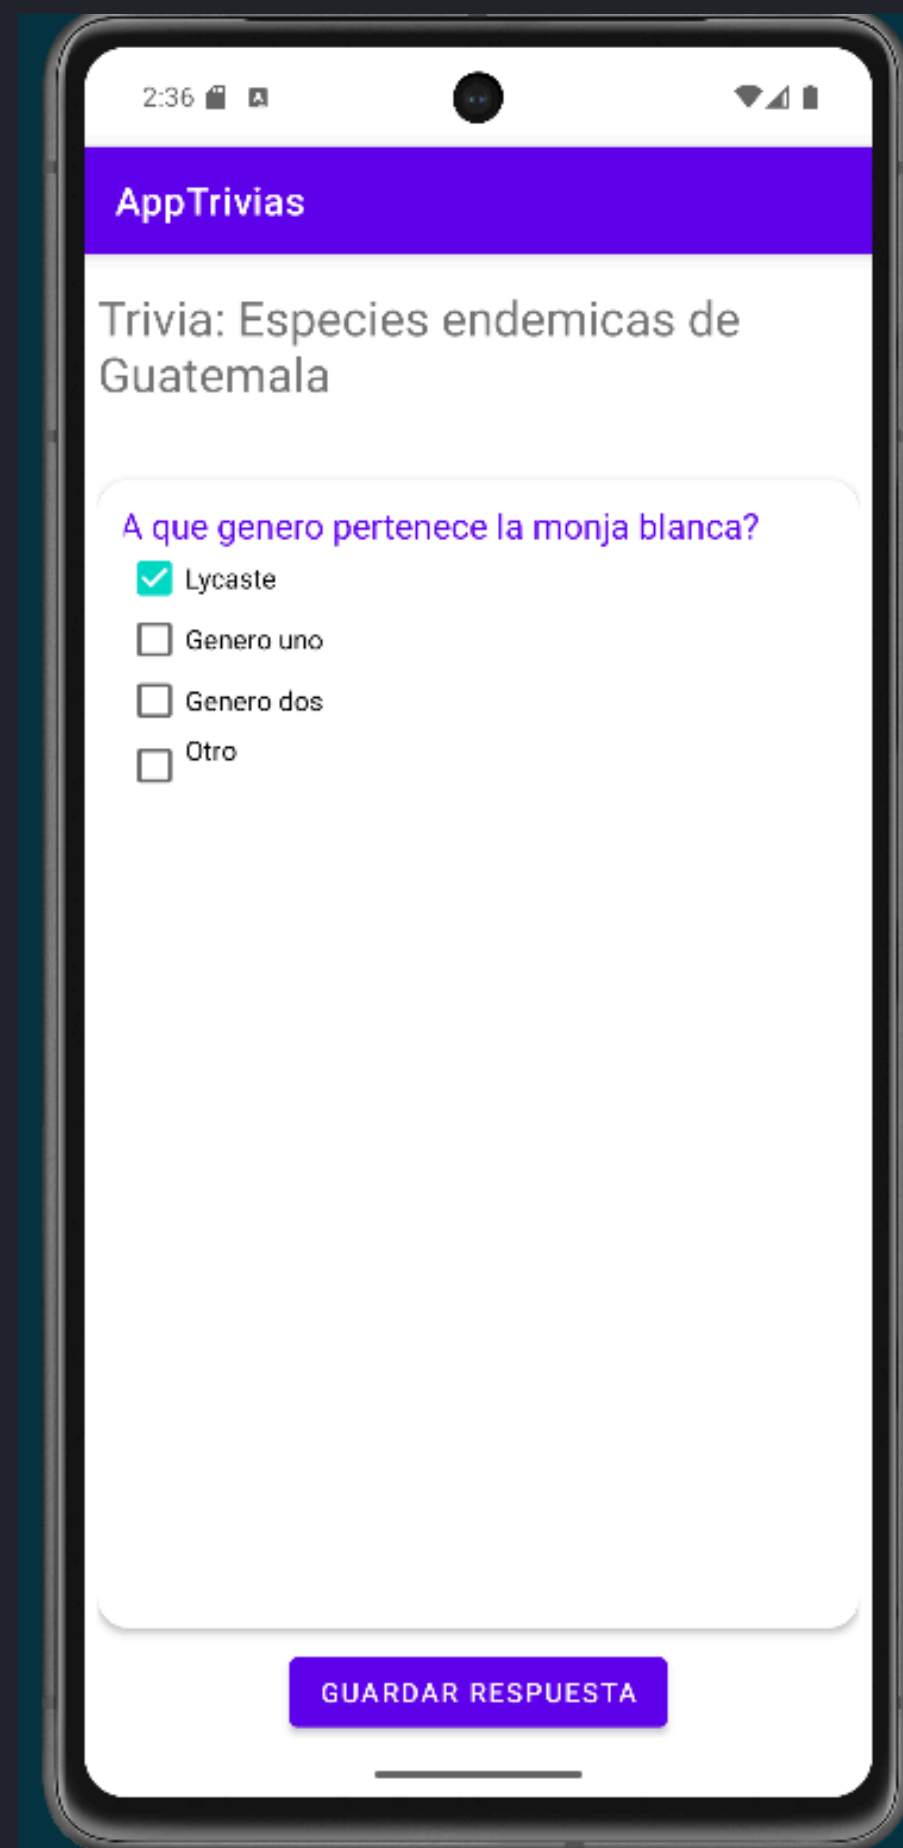 2:36
AppTrivias
Trivia: Especies endemicas de
Guatemala
A que genero pertenece la monja blanca?
Lycaste
Genero uno
Genero dos
Otro
GUARDAR RESPUESTA